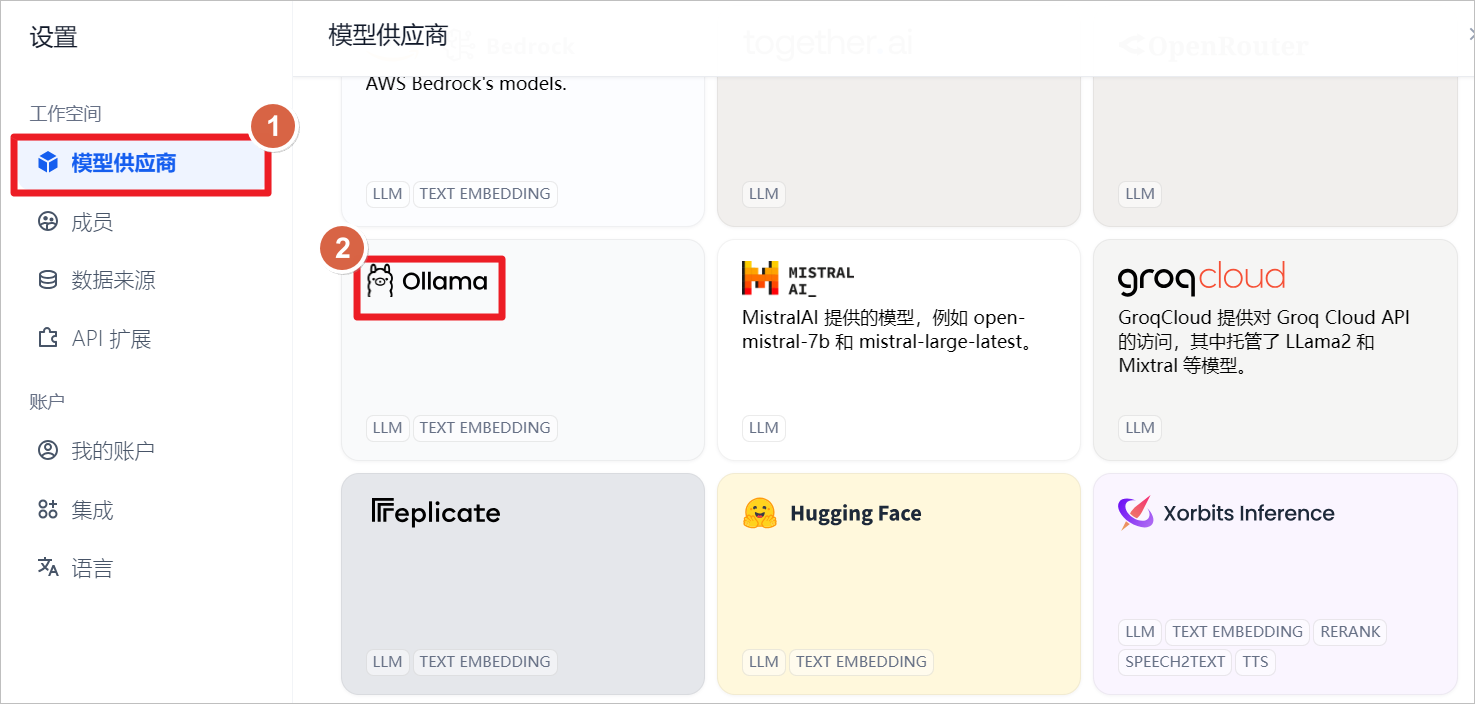 设置
工作空间
1
模型供应商
成员
数据来源
API 扩展
账户
我的账户
集成
语言
模型供应商
Bedrock
together.ai
OpenRouter
AWS Bedrock's models.
LLM TEXT EMBEDDING
LLM
LLM
2
Ollama
LLM TEXT EMBEDDING
MISTRAL
AI_
MistralAI 提供的模型，例如 open-
mistral-7b 和 mistral-large-latest。
LLM
groqcloud
GroqCloud 提供对 Groq Cloud API
的访问，其中托管了 LLama2 和
Mixtral 等模型。
LLM
Replicate
LLM TEXT EMBEDDING
Hugging Face
LLM TEXT EMBEDDING
Xorbits Inference
LLM TEXT EMBEDDING RERANK
SPEECH2TEXT TTS